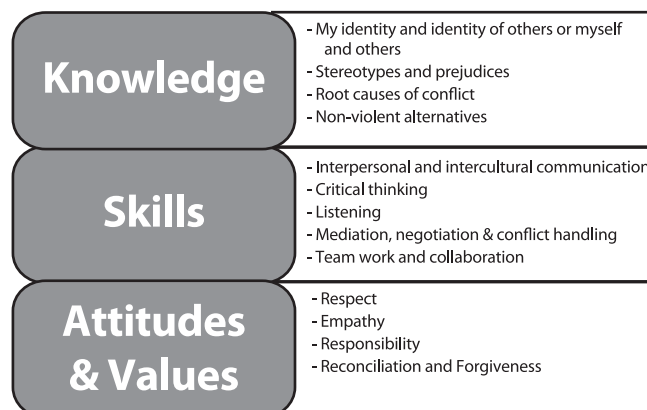 Knowledge
- My identity and identity of others or myself
and others
- Stereotypes and prejudices
- Root causes of conflict
- Non-violent alternatives
Skills
- Interpersonal and intercultural communication
- Critical thinking
- Listening
- Mediation, negotiation & conflict handling
- Team work and collaboration
Attitudes
& Values
- Respect
- Empathy
- Responsibility
- Reconciliation and Forgiveness